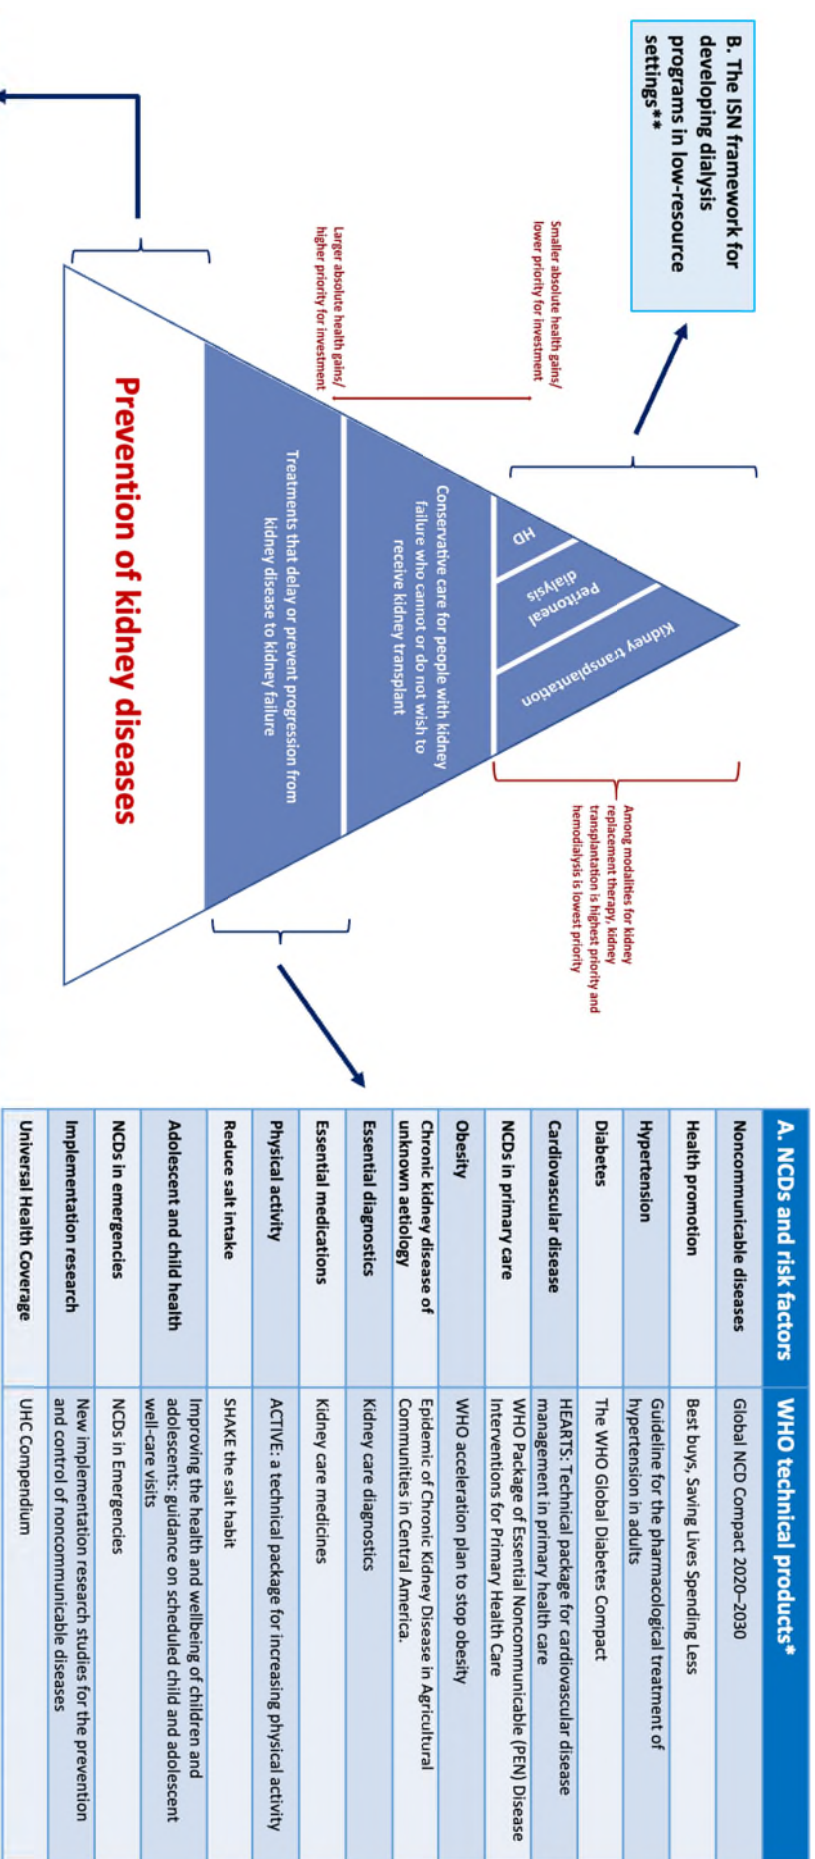 B. The ISN framework for
developing dialysis
programs in low-resource
settings**
Smaller absolute health gains/
lower priority for investment
Larger absolute health gains/
higher priority for investment
HD
Peritoneal
dialysis
Kidney transplantation
Conservative care for people with kidney
failure who cannot or do not wish to
receive kidney transplant
Treatments that delay or prevent progression from
kidney disease to kidney failure
Prevention of kidney diseases
Among modalities for kidney
replacement therapy, kidney
transplantation is highest priority and
hemodialysis is lowest priority
A. NCDs and risk factors WHO technical products*
Noncommunicable diseases Global NCD Compact 2020–2030
Health promotion Best buys, Saving Lives Spending Less
Hypertension Guideline for the pharmacological treatment of
hypertension in adults
Diabetes The WHO Global Diabetes Compact
Cardiovascular disease HEARTS: Technical package for cardiovascular disease
management in primary health care
NCDs in primary care WHO Package of Essential Noncommunicable (PEN) Disease
Interventions for Primary Health Care
Obesity WHO acceleration plan to stop obesity
Chronic kidney disease of Epidemic of Chronic Kidney Disease in Agricultural
unknown aetiology Communities in Central America.
Essential diagnostics Kidney care diagnostics
Essential medications Kidney care medicines
Physical activity ACTIVE: a technical package for increasing physical activity
Reduce salt intake SHAKE the salt habit
Adolescent and child health Improving the health and wellbeing of children and
adolescents: guidance on scheduled child and adolescent
well-care visits
NCDs in emergencies NCDs in Emergencies
Implementation research New implementation research studies for the prevention
and control of noncommunicable diseases
Universal Health Coverage UHC Compendium